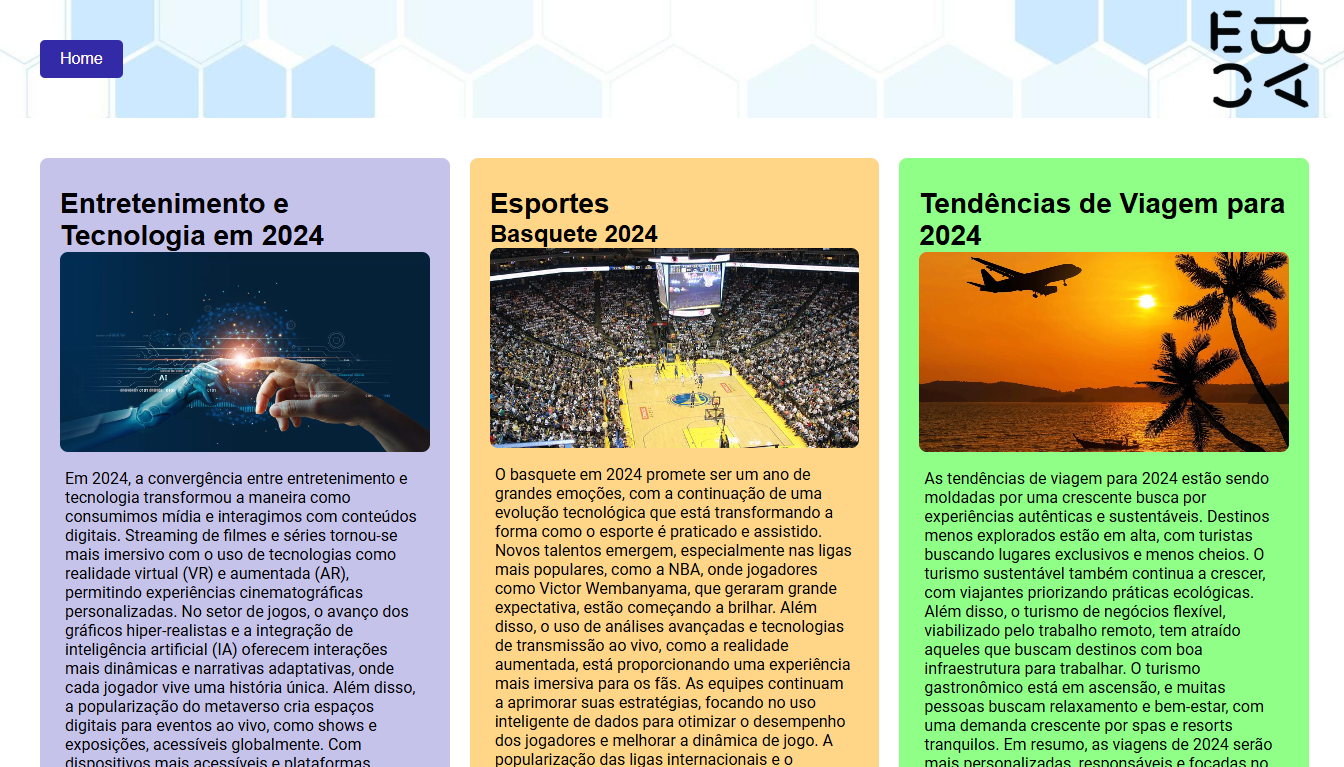 Home
EB
CA
Entretenimento e
Tecnologia em 2024
AI
Em 2024, a convergência entre entretenimento e
tecnologia transformou a maneira como
consumimos mídia e interagimos com conteúdos
digitais. Streaming de filmes e séries tornou-se
mais imersivo com o uso de tecnologias como
realidade virtual (VR) e aumentada (AR),
permitindo experiências cinematográficas
personalizadas. No setor de jogos, o avanço dos
gráficos hiper-realistas e a integração de
inteligência artificial (IA) oferecem interações
mais dinâmicas e narrativas adaptativas, onde
cada jogador vive uma história única. Além disso,
a popularização do metaverso cria espaços
digitais para eventos ao vivo, como shows e
exposições, acessíveis globalmente. Com
dispositivos mais acessíveis e plataformas
Esportes
Basquete 2024
O basquete em 2024 promete ser um ano de
grandes emoções, com a continuação de uma
evolução tecnológica que está transformando a
forma como o esporte é praticado e assistido.
Novos talentos emergem, especialmente nas ligas
mais populares, como a NBA, onde jogadores
como Victor Wembanyama, que geraram grande
expectativa, estão começando a brilhar. Além
disso, o uso de análises avançadas e tecnologias
de transmissão ao vivo, como a realidade
aumentada, está proporcionando uma experiência
mais imersiva para os fãs. As equipes continuam
a aprimorar suas estratégias, focando no uso
inteligente de dados para otimizar o desempenho
dos jogadores e melhorar a dinâmica de jogo. A
popularização das ligas internacionais e o
Tendências de Viagem para
2024
As tendências de viagem para 2024 estão sendo
moldadas por uma crescente busca por
experiências autênticas e sustentáveis. Destinos
menos explorados estão em alta, com turistas
buscando lugares exclusivos e menos cheios. O
turismo sustentável também continua a crescer,
com viajantes priorizando práticas ecológicas.
Além disso, o turismo de negócios flexível,
viabilizado pelo trabalho remoto, tem atraído
aqueles que buscam destinos com boa
infraestrutura para trabalhar. O turismo
gastronômico está em ascensão, e muitas
pessoas buscam relaxamento e bem-estar, com
uma demanda crescente por spas e resorts
tranquilos. Em resumo, as viagens de 2024 serão
mais personalizadas, responsáveis e focadas no